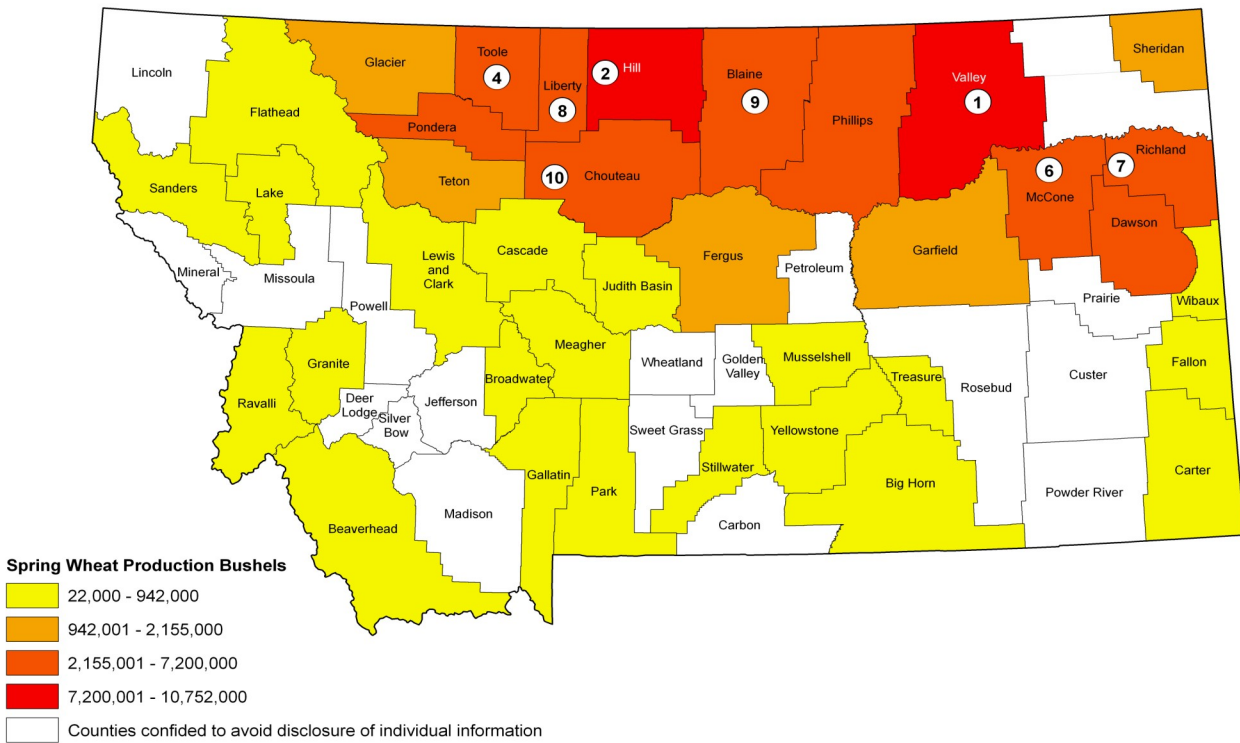 Lincoln
Flathead
Glacier
Toole
4
Liberty
8
2
Hill
Blaine
9
Phillips
Valley
1
Sheridan
Pondera
Teton
10
Chouteau
6
McCone
7
Richland
Dawson
Sanders
Lake
Mineral
Missoula
Powell
Lewis
and
Clark
Cascade
Judith Basin
Fergus
Petroleum
Garfield
Prairie
Wibaux
Ravalli
Granite
Deer
Lodge
Silver
Bow
Jefferson
Broadwater
Meagher
Wheatland
Golden
Valley
Musselshell
Treasure
Rosebud
Custer
Fallon
Beaverhead
Madison
Gallatin
Park
Sweet Grass
Stillwater
Yellowstone
Carbon
Big Horn
Powder River
Carter
Spring Wheat Production Bushels
22,000 - 942,000
942,001 - 2,155,000
2,155,001 - 7,200,000
7,200,001 - 10,752,000
Counties confided to avoid disclosure of individual information